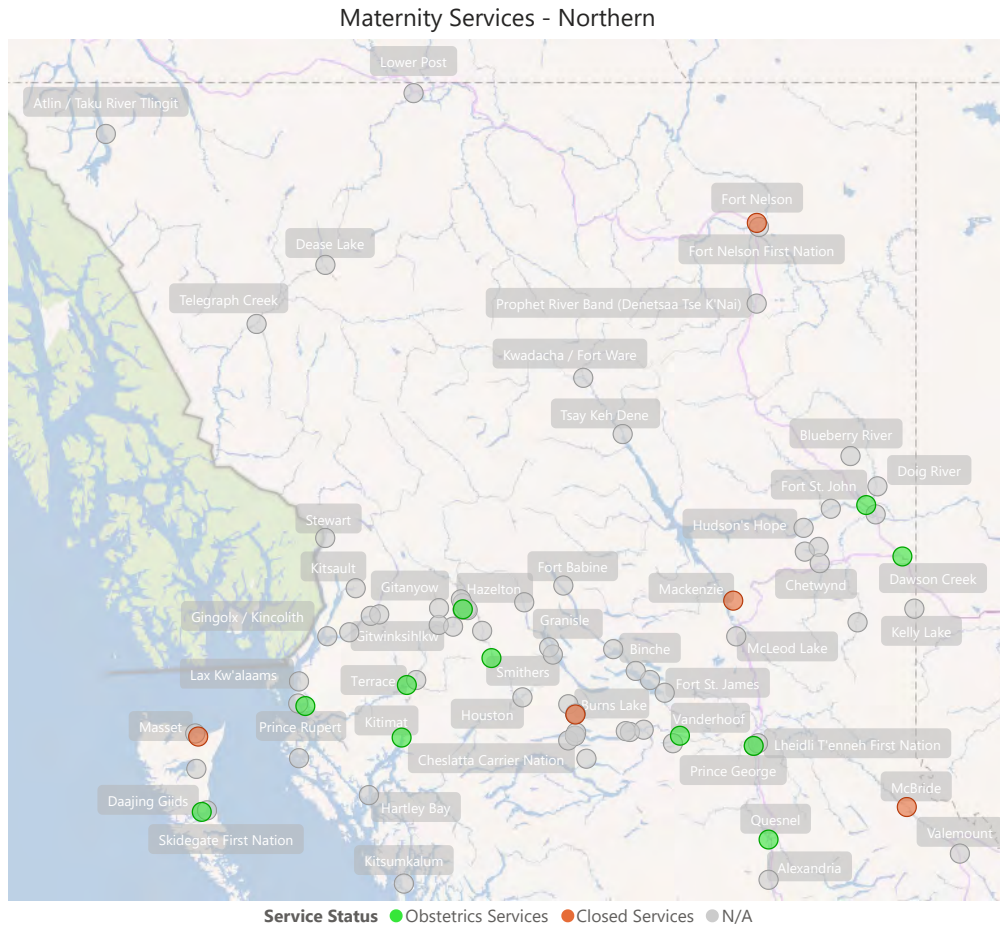 Maternity Services - Northern
Lower Post
Atlin / Taku River Tlingit
Fort Nelson
Dease Lake
Fort Nelson First Nation
Telegraph Creek
Prophet River Band (Denetsaa Tse K'Nai)
Kwadacha / Fort Ware
Tsay Keh Dene
Blueberry River
Doig River
Fort St. John
Stewart
Hudson's Hope
Kitsault
Fort Babine
Gitanyow
Hazelton
Mackenzie
Chetwynd
Dawson Creek
Gingolx / Kincolith
Granisle
Gitwinksihlkw
Kelly Lake
McLeod Lake
Binche
Lax Kw'alaams
Smithers
Terrace
Fort St. James
Burns Lake
Houston
Masset
Prince Rupert
Kitimat
Vanderhoof
Lheidli T'enneh First Nation
Cheslatta Carrier Nation
Prince George
McBride
Daajing Giids
Hartley Bay
Quesnel
Skidegate First Nation
Valemount
Kitsumkalum
Alexandria
Service Status Obstetrics Services Closed Services N/A